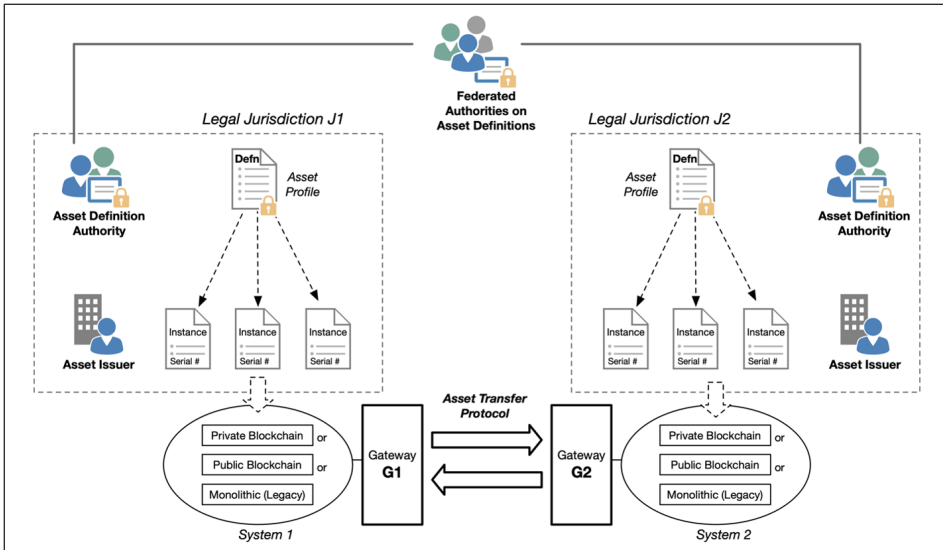 Federated
Authorities on
Asset Definitions
Legal Jurisdiction J1
Asset Definition
Authority
Defn
Asset
Profile
Asset Issuer
Instance
Serial #
Instance
Serial #
Instance
Serial #
Legal Jurisdiction J2
Asset
Profile
Defn
Asset Definition
Authority
Instance
Serial #
Instance
Serial #
Instance
Serial #
Asset Issuer
Private Blockchain or
Public Blockchain or
Monolithic (Legacy)
System 1
Gateway
G1
Asset Transfer
Protocol
Gateway
G2
Private Blockchain or
Public Blockchain or
Monolithic (Legacy)
System 2